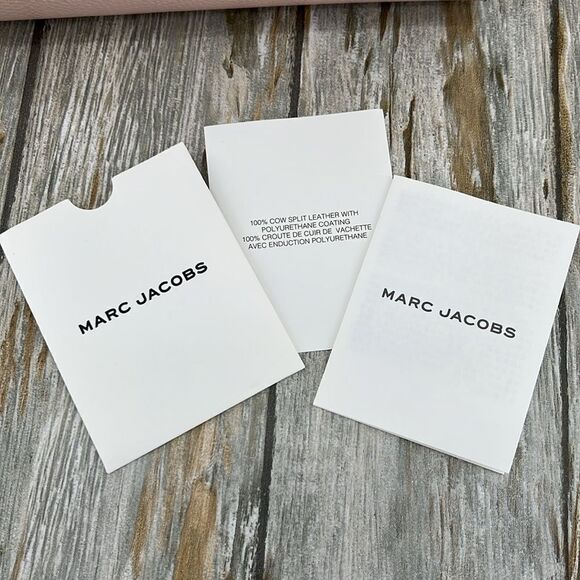 MARC JACOBS
100% COW SPLIT LEATHER WITH
POLYURETHANE COATING
100% CROUTE DE CUIR DE VACHETTE
AVEC ENDUCTION POLYURETHANE
MARC JACOBS